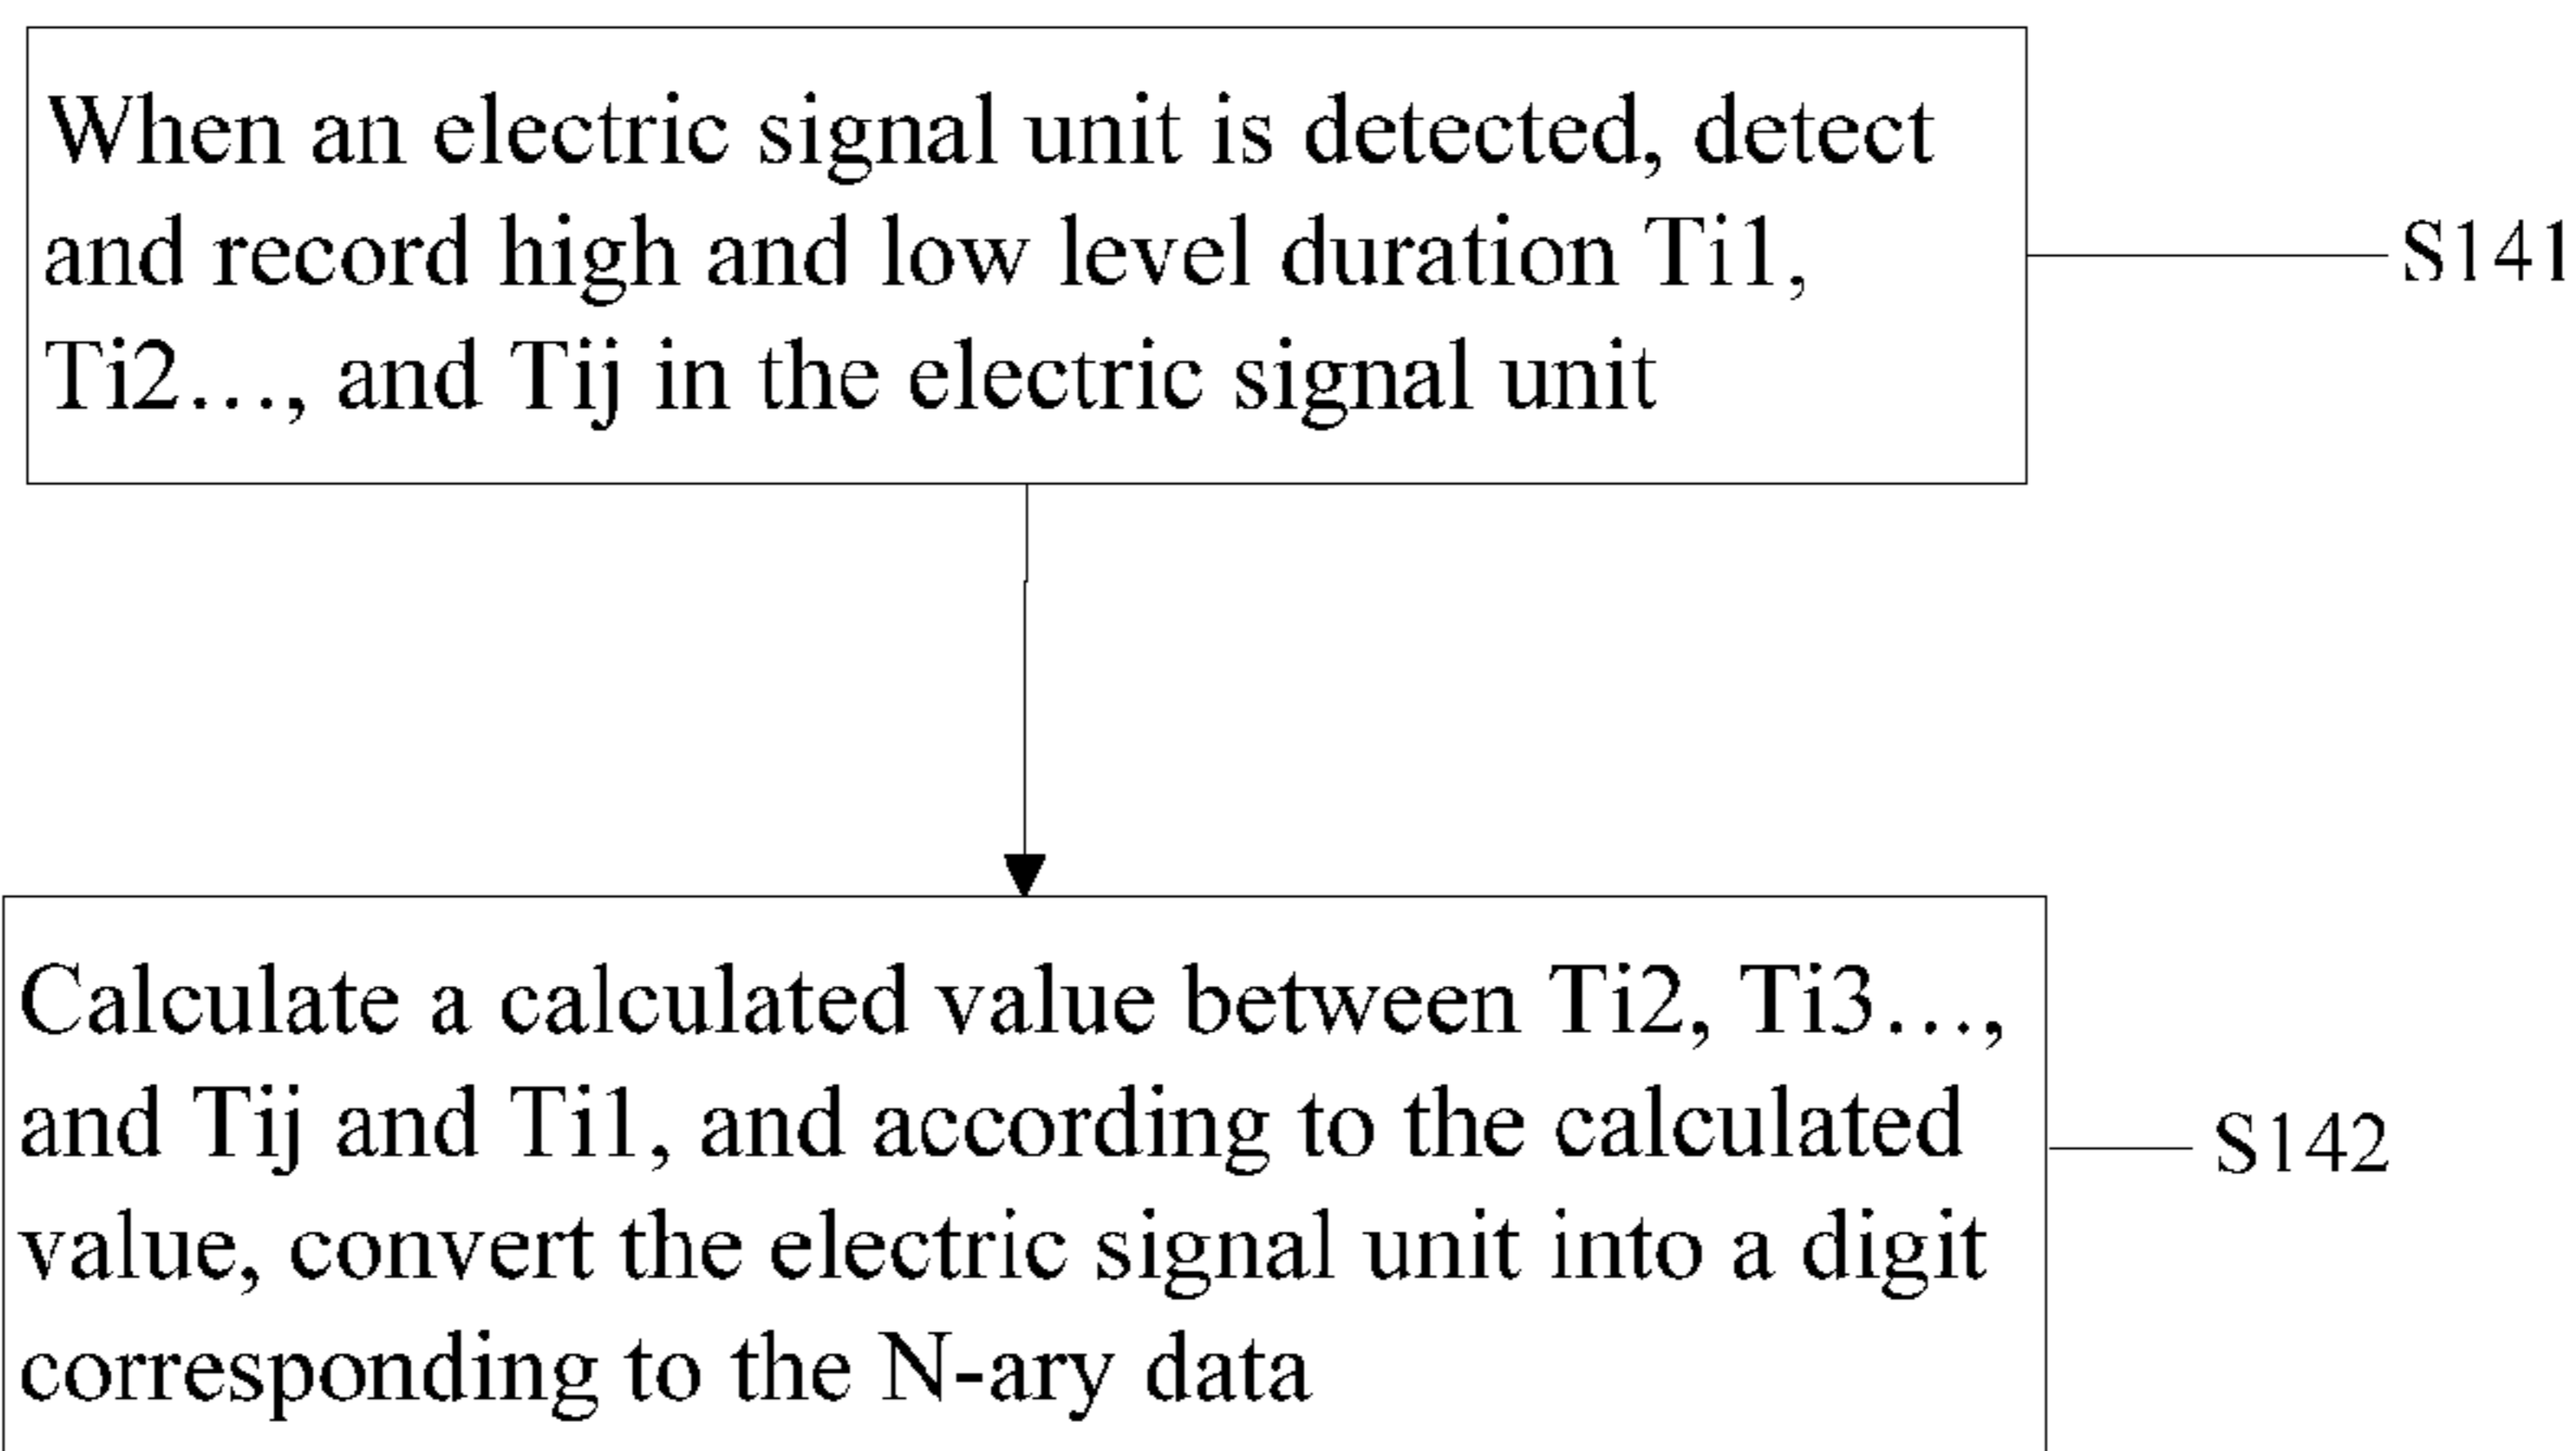 When an electric signal unit is detected, detect
and record high and low level duration Ti1,
Ti2…, and Tij in the electric signal unit
S141
Calculate a calculated value between Ti2, Ti3…,
and Tij and Ti1, and according to the calculated
value, convert the electric signal unit into a digit
corresponding to the N-ary data
S142